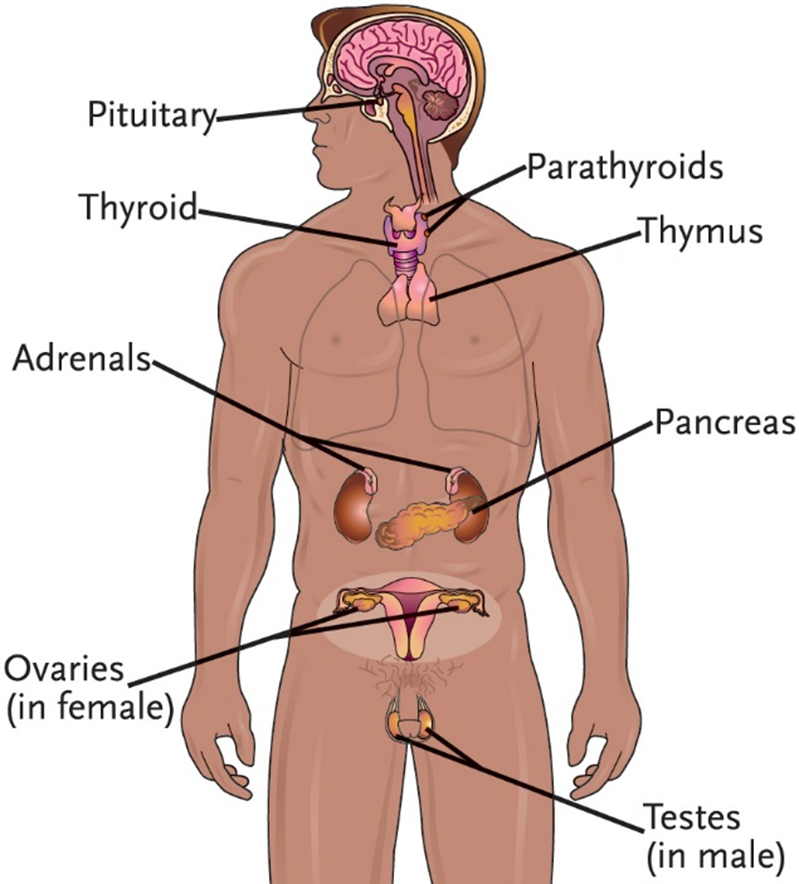 Pituitary
Parathyroids
Thyroid
Thymus
Adrenals
Pancreas
Ovaries
(in female)
Testes
(in male)